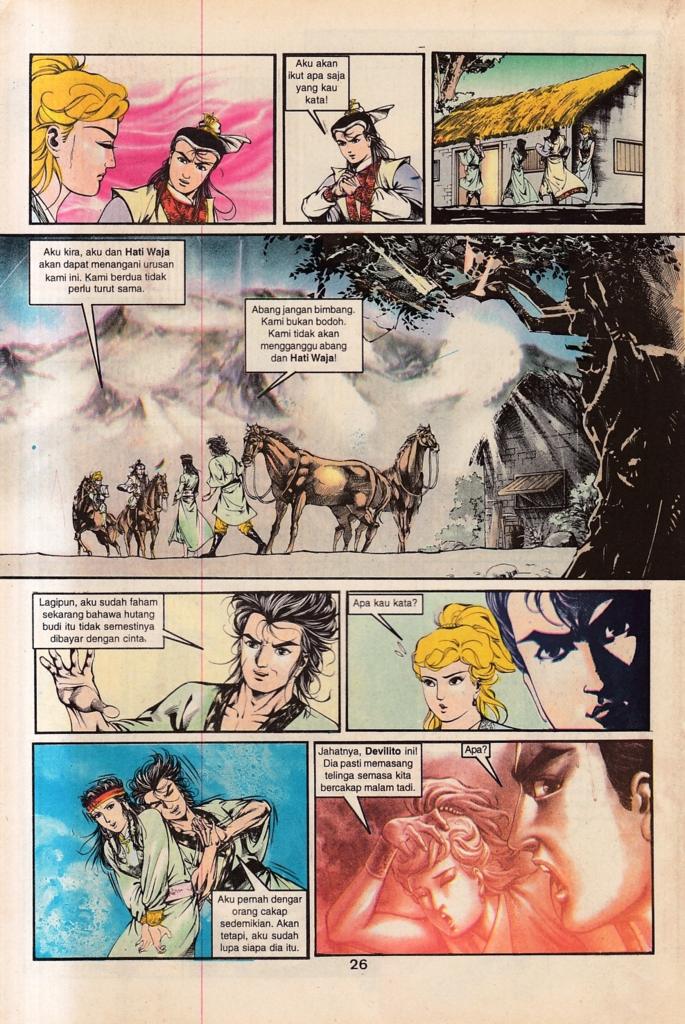 Aku akan
ikut apa saja
yang kau
kata!
Aku kira, aku dan Hati Waja
akan dapat menangani urusan
kami ini. Kami berdua tidak
perlu turut sama.
Abang jangan bimbang.
Kami bukan bodoh.
Kami tidak akan
mengganggu abang
dan Hati Waja!
Lagipun, aku sudah faham
sekarang bahawa hutang
budi itu tidak semestinya
dibayar dengan cinta.
Apa kau kata?
Aku pernah dengar
orang cakap
sedemikian. Akan
tetapi, aku sudah
lupa siapa dia itu.
Jahatnya, Devilito ini!
Dia pasti memasang
telinga semasa kita
bercakap malam tadi.
Apa?
26